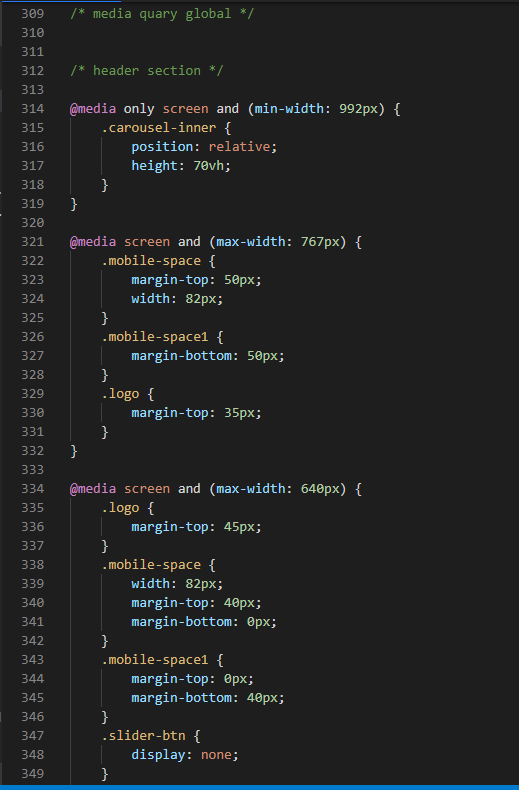 309 /* media quary global */
310
311
312 /* header section */
313
314 @media only screen and (min-width: 992px) {
315     .carousel-inner {
316         position: relative;
317         height: 70vh;
318     }
319 }
320
321 @media screen and (max-width: 767px) {
322     .mobile-space {
323         margin-top: 50px;
324         width: 82px;
325     }
326     .mobile-space1 {
327         margin-bottom: 50px;
328     }
329     .logo {
330         margin-top: 35px;
331     }
332 }
333
334 @media screen and (max-width: 640px) {
335     .logo {
336         margin-top: 45px;
337     }
338     .mobile-space {
339         width: 82px;
340         margin-top: 40px;
341         margin-bottom: 0px;
342     }
343     .mobile-space1 {
344         margin-top: 0px;
345         margin-bottom: 40px;
346     }
347     .slider-btn {
348         display: none;
349     }